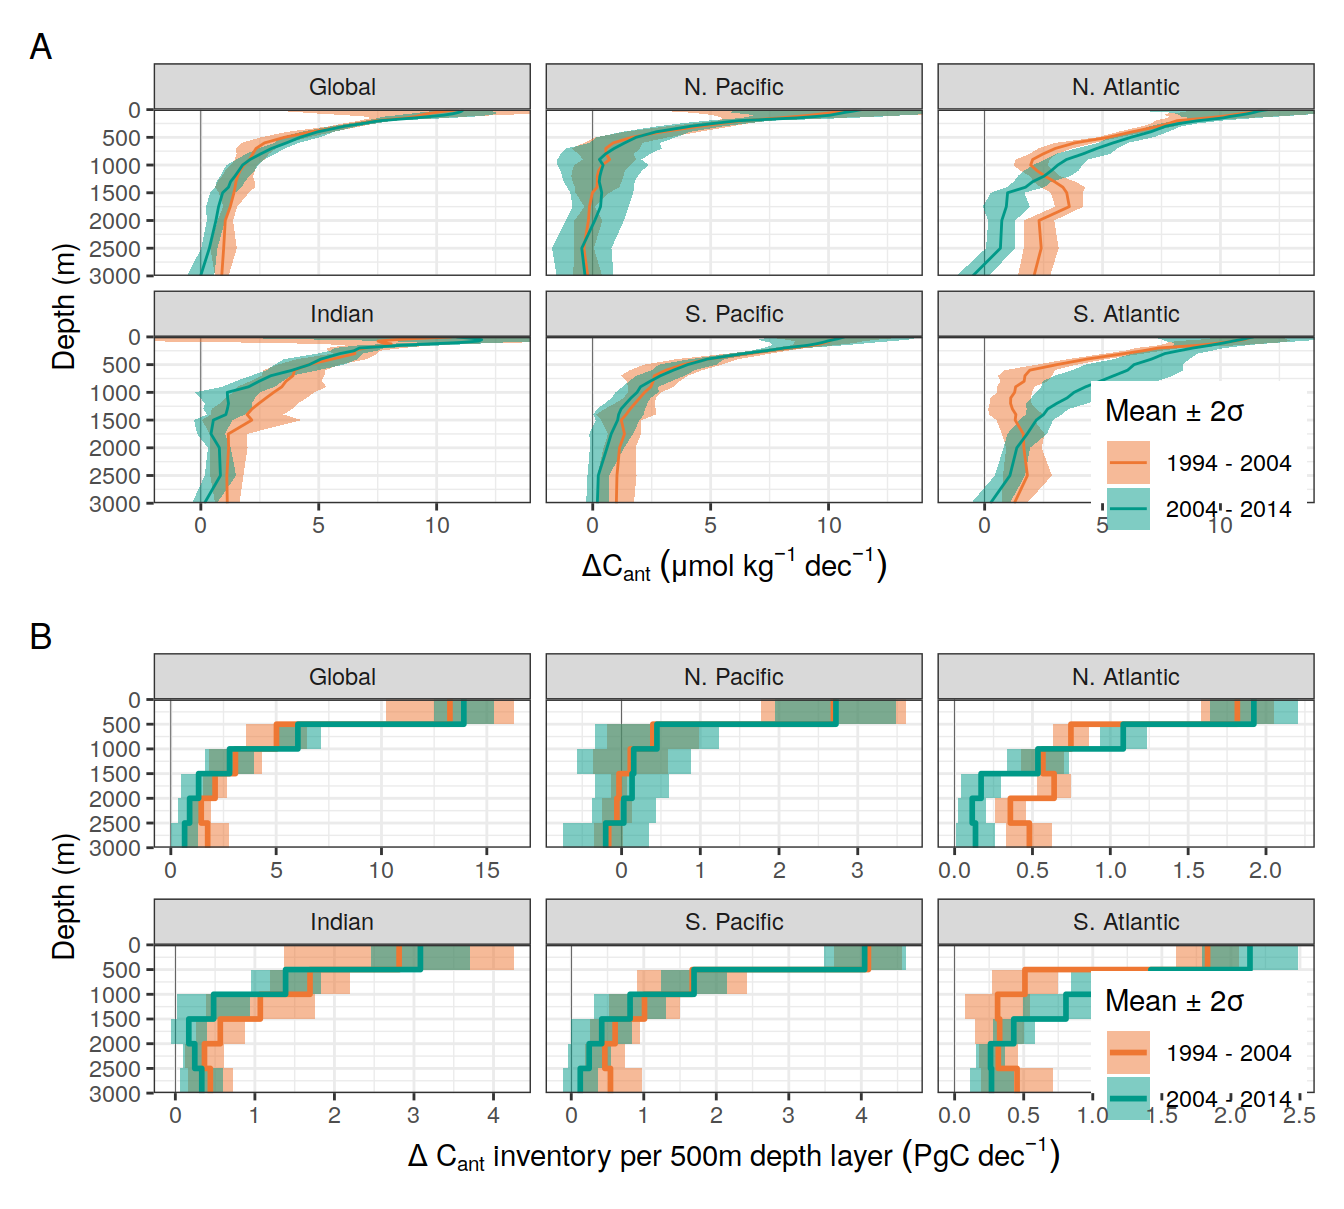 A
Global N. Pacific N. Atlantic
0
500
1000
1500
2000
2500
3000
Indian S. Pacific S. Atlantic
0
500
1000
1500
2000
2500
3000
Depth (m)
0 5 10 0 5 10 0 5 10
Mean ± 2σ
1994 - 2004
2004 - 2014
ΔCant (μmol kg−1 dec−1)
B
Global N. Pacific N. Atlantic
0
500
1000
1500
2000
2500
3000
0 5 10 15 0 1 2 3 0.0 0.5 1.0 1.5 2.0
Indian S. Pacific S. Atlantic
0
500
1000
1500
2000
2500
3000
Depth (m)
0 1 2 3 4 0 1 2 3 4 0.0 0.5 1.0 1.5 2.0 2.5
Mean ± 2σ
1994 - 2004
2004 - 2014
Δ Cant inventory per 500m depth layer (PgC dec−1)